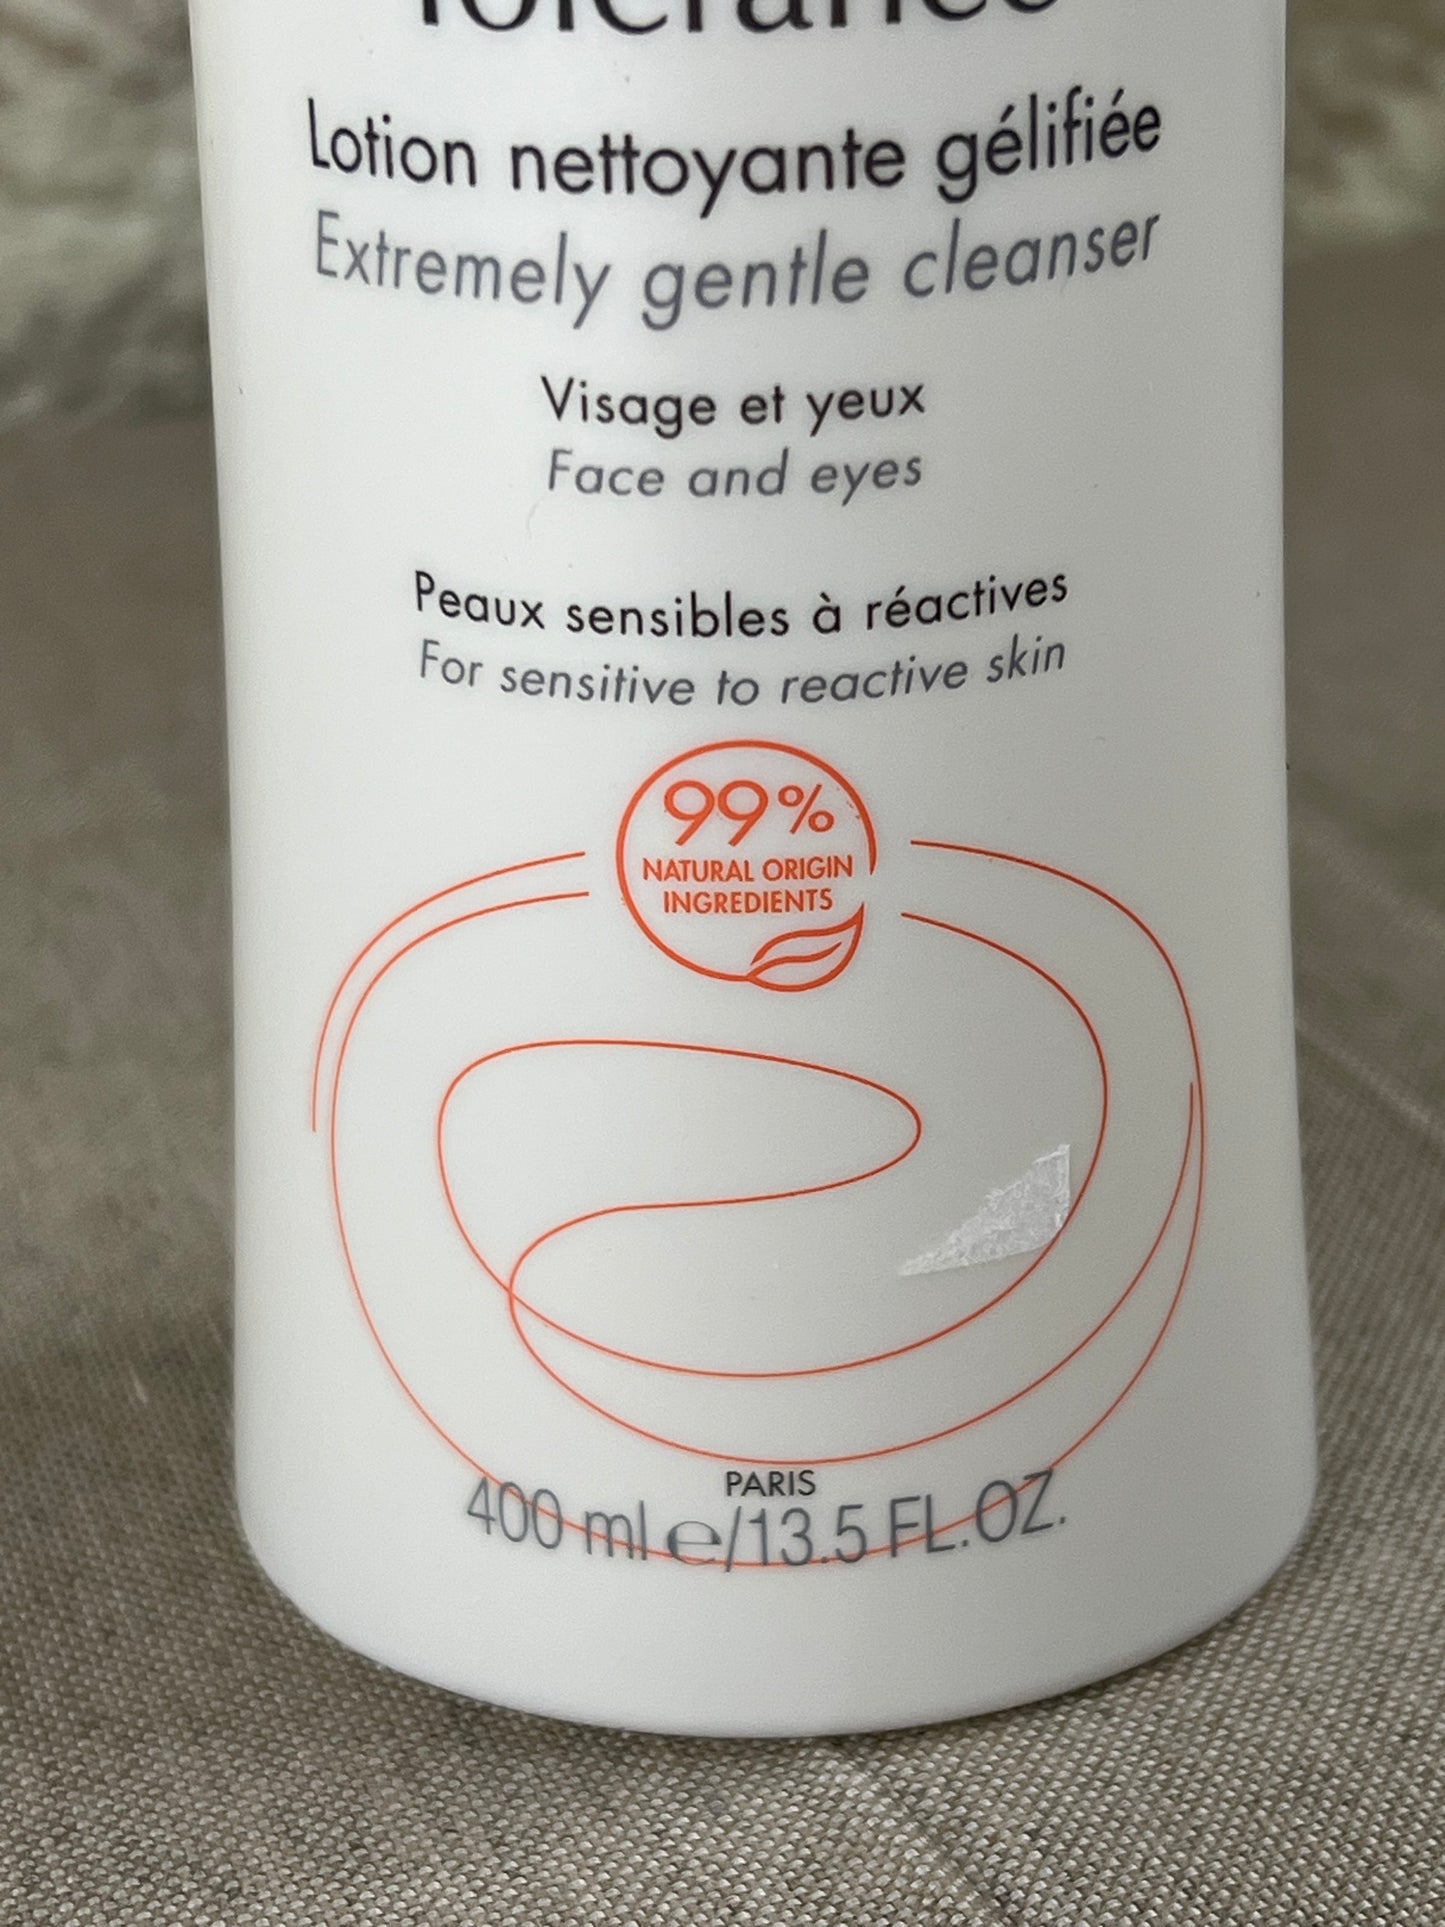 Tolérance
Lotion nettoyante gélifiée
Extremely gentle cleanser
Visage et yeux
Face and eyes
Peaux sensibles à réactives
For sensitive to reactive skin
99%
NATURAL ORIGIN
INGREDIENTS
PARIS
400 ml e/13.5 FL.OZ.